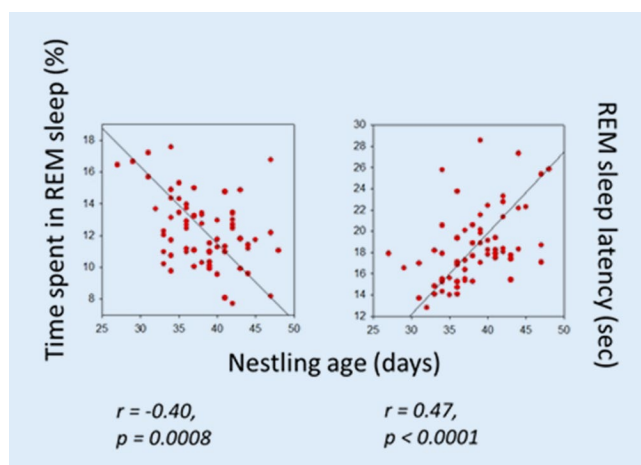 Time spent in REM sleep (%)
18
16
14
12
10
8
25 30 35 40 45 50
30
28
26
24
22
20
18
16
14
12
25 30 35 40 45 50
REM sleep latency (sec)
Nestling age (days)
r = -0.40,
p = 0.0008
r = 0.47,
p < 0.0001